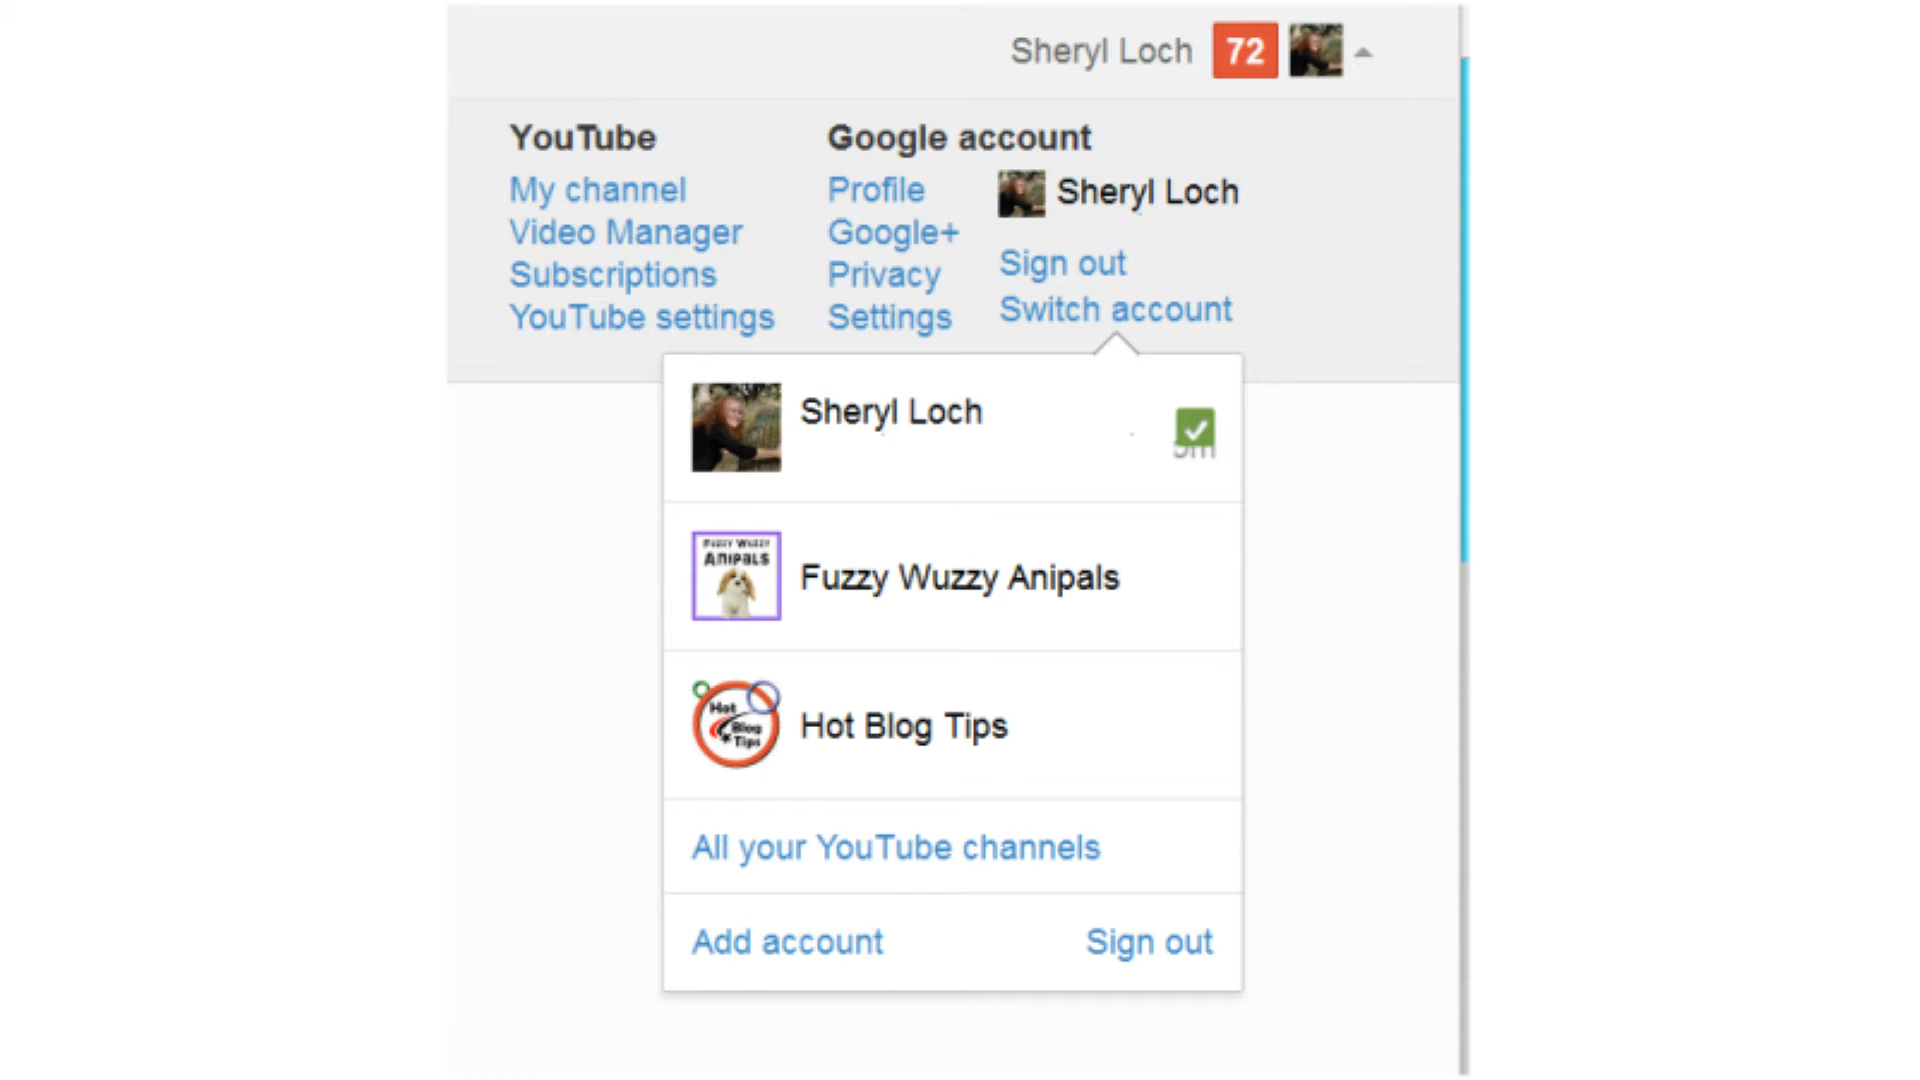 Sheryl Loch 72
YouTube
My channel
Video Manager
Subscriptions
YouTube settings
Google account
Profile
Google+
Privacy
Settings
Sheryl Loch
Sign out
Switch account
Sheryl Loch
FUZZY WUZZY
ANIPALS
Fuzzy Wuzzy Anipals
Hot
Blog
Tips
Hot Blog Tips
All your YouTube channels
Add account Sign out